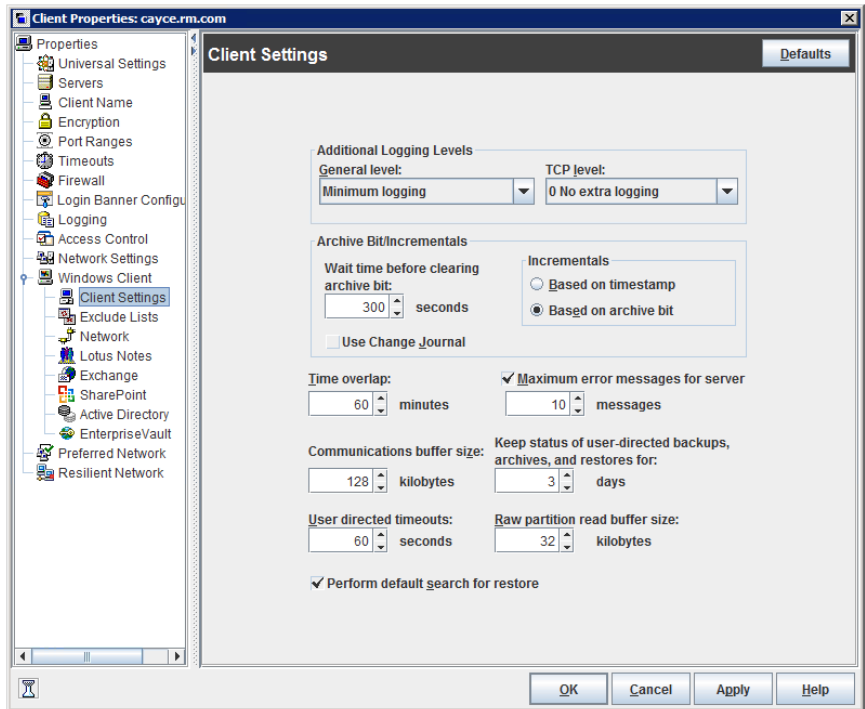 Client Properties: cayce.rm.com
Properties
Universal Settings
Servers
Client Name
Encryption
Port Ranges
Timeouts
Firewall
Login Banner Configu
Logging
Access Control
Network Settings
Windows Client
Client Settings
Exclude Lists
Network
Lotus Notes
Exchange
SharePoint
Active Directory
EnterpriseVault
Preferred Network
Resilient Network
Client Settings
Defaults
Additional Logging Levels
General level:
TCP level:
Minimum logging
0 No extra logging
Archive Bit/Incrementals
Wait time before clearing
archive bit:
300 seconds
Incrementals
Based on timestamp
Based on archive bit
Use Change Journal
Time overlap:
60 minutes
Maximum error messages for server
10 messages
Communications buffer size:
128 kilobytes
Keep status of user-directed backups,
archives, and restores for:
3 days
User directed timeouts:
60 seconds
Raw partition read buffer size:
32 kilobytes
Perform default search for restore
OK
Cancel
Apply
Help